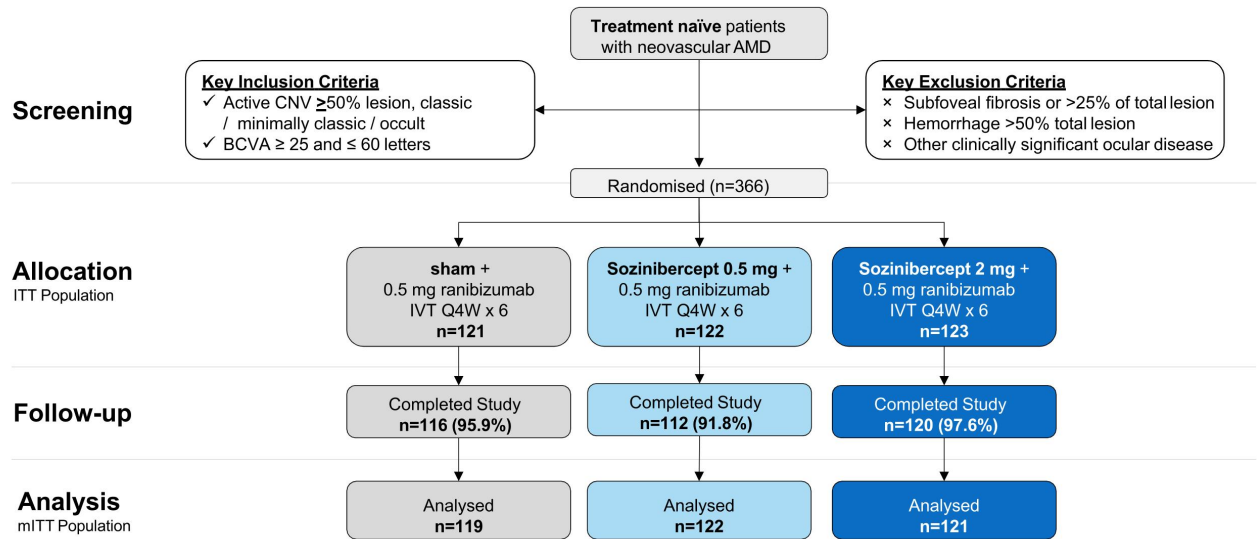 Treatment naïve patients
with neovascular AMD
Screening
Key Inclusion Criteria
✓ Active CNV ≥50% lesion, classic
/ minimally classic / occult
✓ BCVA ≥ 25 and ≤ 60 letters
Key Exclusion Criteria
× Subfoveal fibrosis or >25% of total lesion
× Hemorrhage >50% total lesion
× Other clinically significant ocular disease
Randomised (n=366)
Allocation
ITT Population
sham +
0.5 mg ranibizumab
IVT Q4W x 6
n=121
Sozinibercept 0.5 mg +
0.5 mg ranibizumab
IVT Q4W x 6
n=122
Sozinibercept 2 mg +
0.5 mg ranibizumab
IVT Q4W x 6
n=123
Follow-up
Completed Study
n=116 (95.9%)
Completed Study
n=112 (91.8%)
Completed Study
n=120 (97.6%)
Analysis
mITT Population
Analysed
n=119
Analysed
n=122
Analysed
n=121